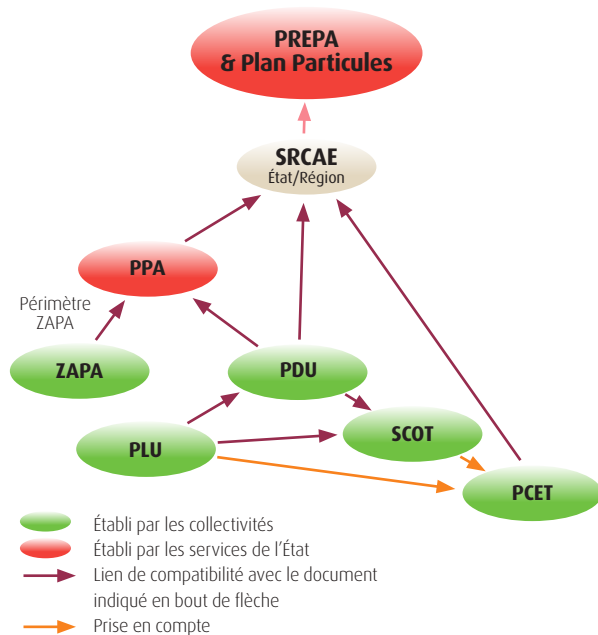 PREPA
& Plan Particules
SRCAE
État/Région
PPA
Périmètre
ZAPA
ZAPA
PDU
PLU
SCOT
PCET
Établi par les collectivités
Établi par les services de l'État
Lien de compatibilité avec le document
indiqué en bout de flèche
Prise en compte